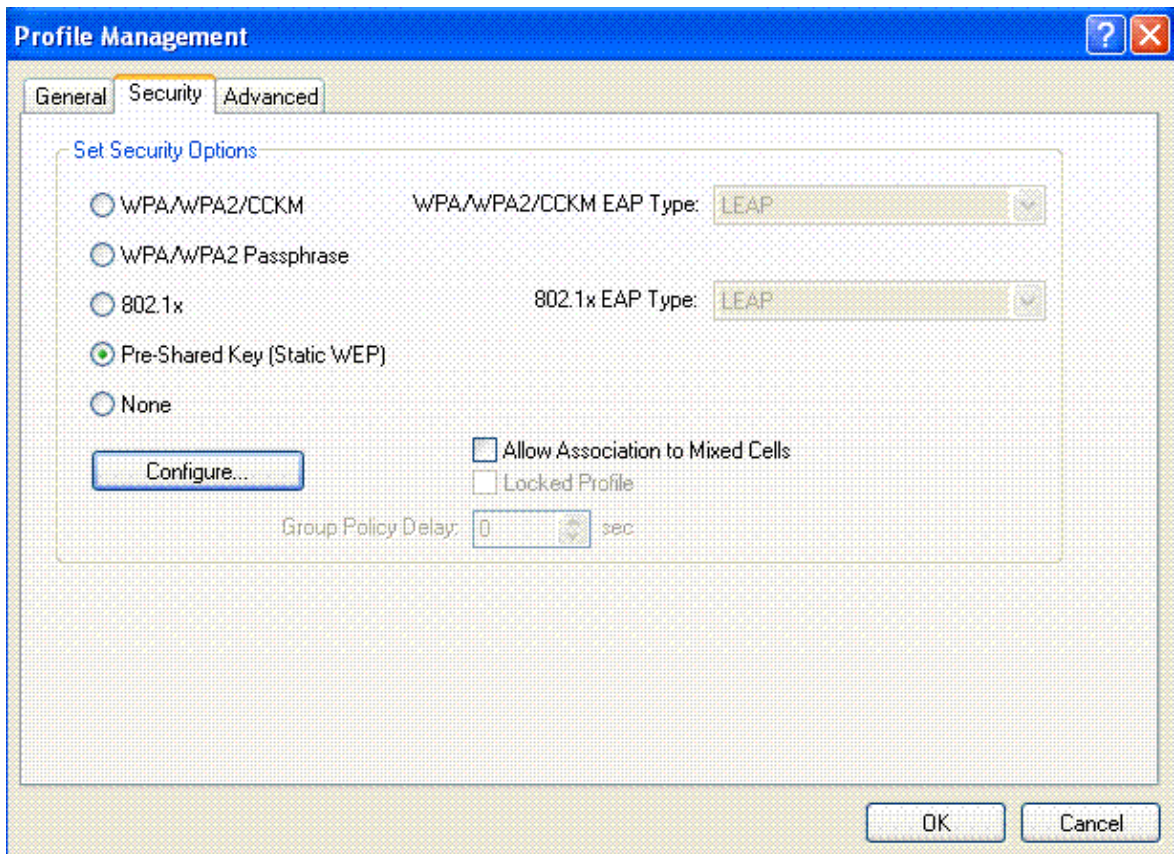 Profile Management
General Security Advanced
Set Security Options
WPA/WPA2/CCKM WPA/WPA2/CCKM EAP Type: LEAP
WPA/WPA2 Passphrase
802.1x 802.1x EAP Type: LEAP
Pre-Shared Key (Static WEP)
None
Allow Association to Mixed Cells
Configure...
Locked Profile
Group Policy Delay: 0 sec
OK Cancel